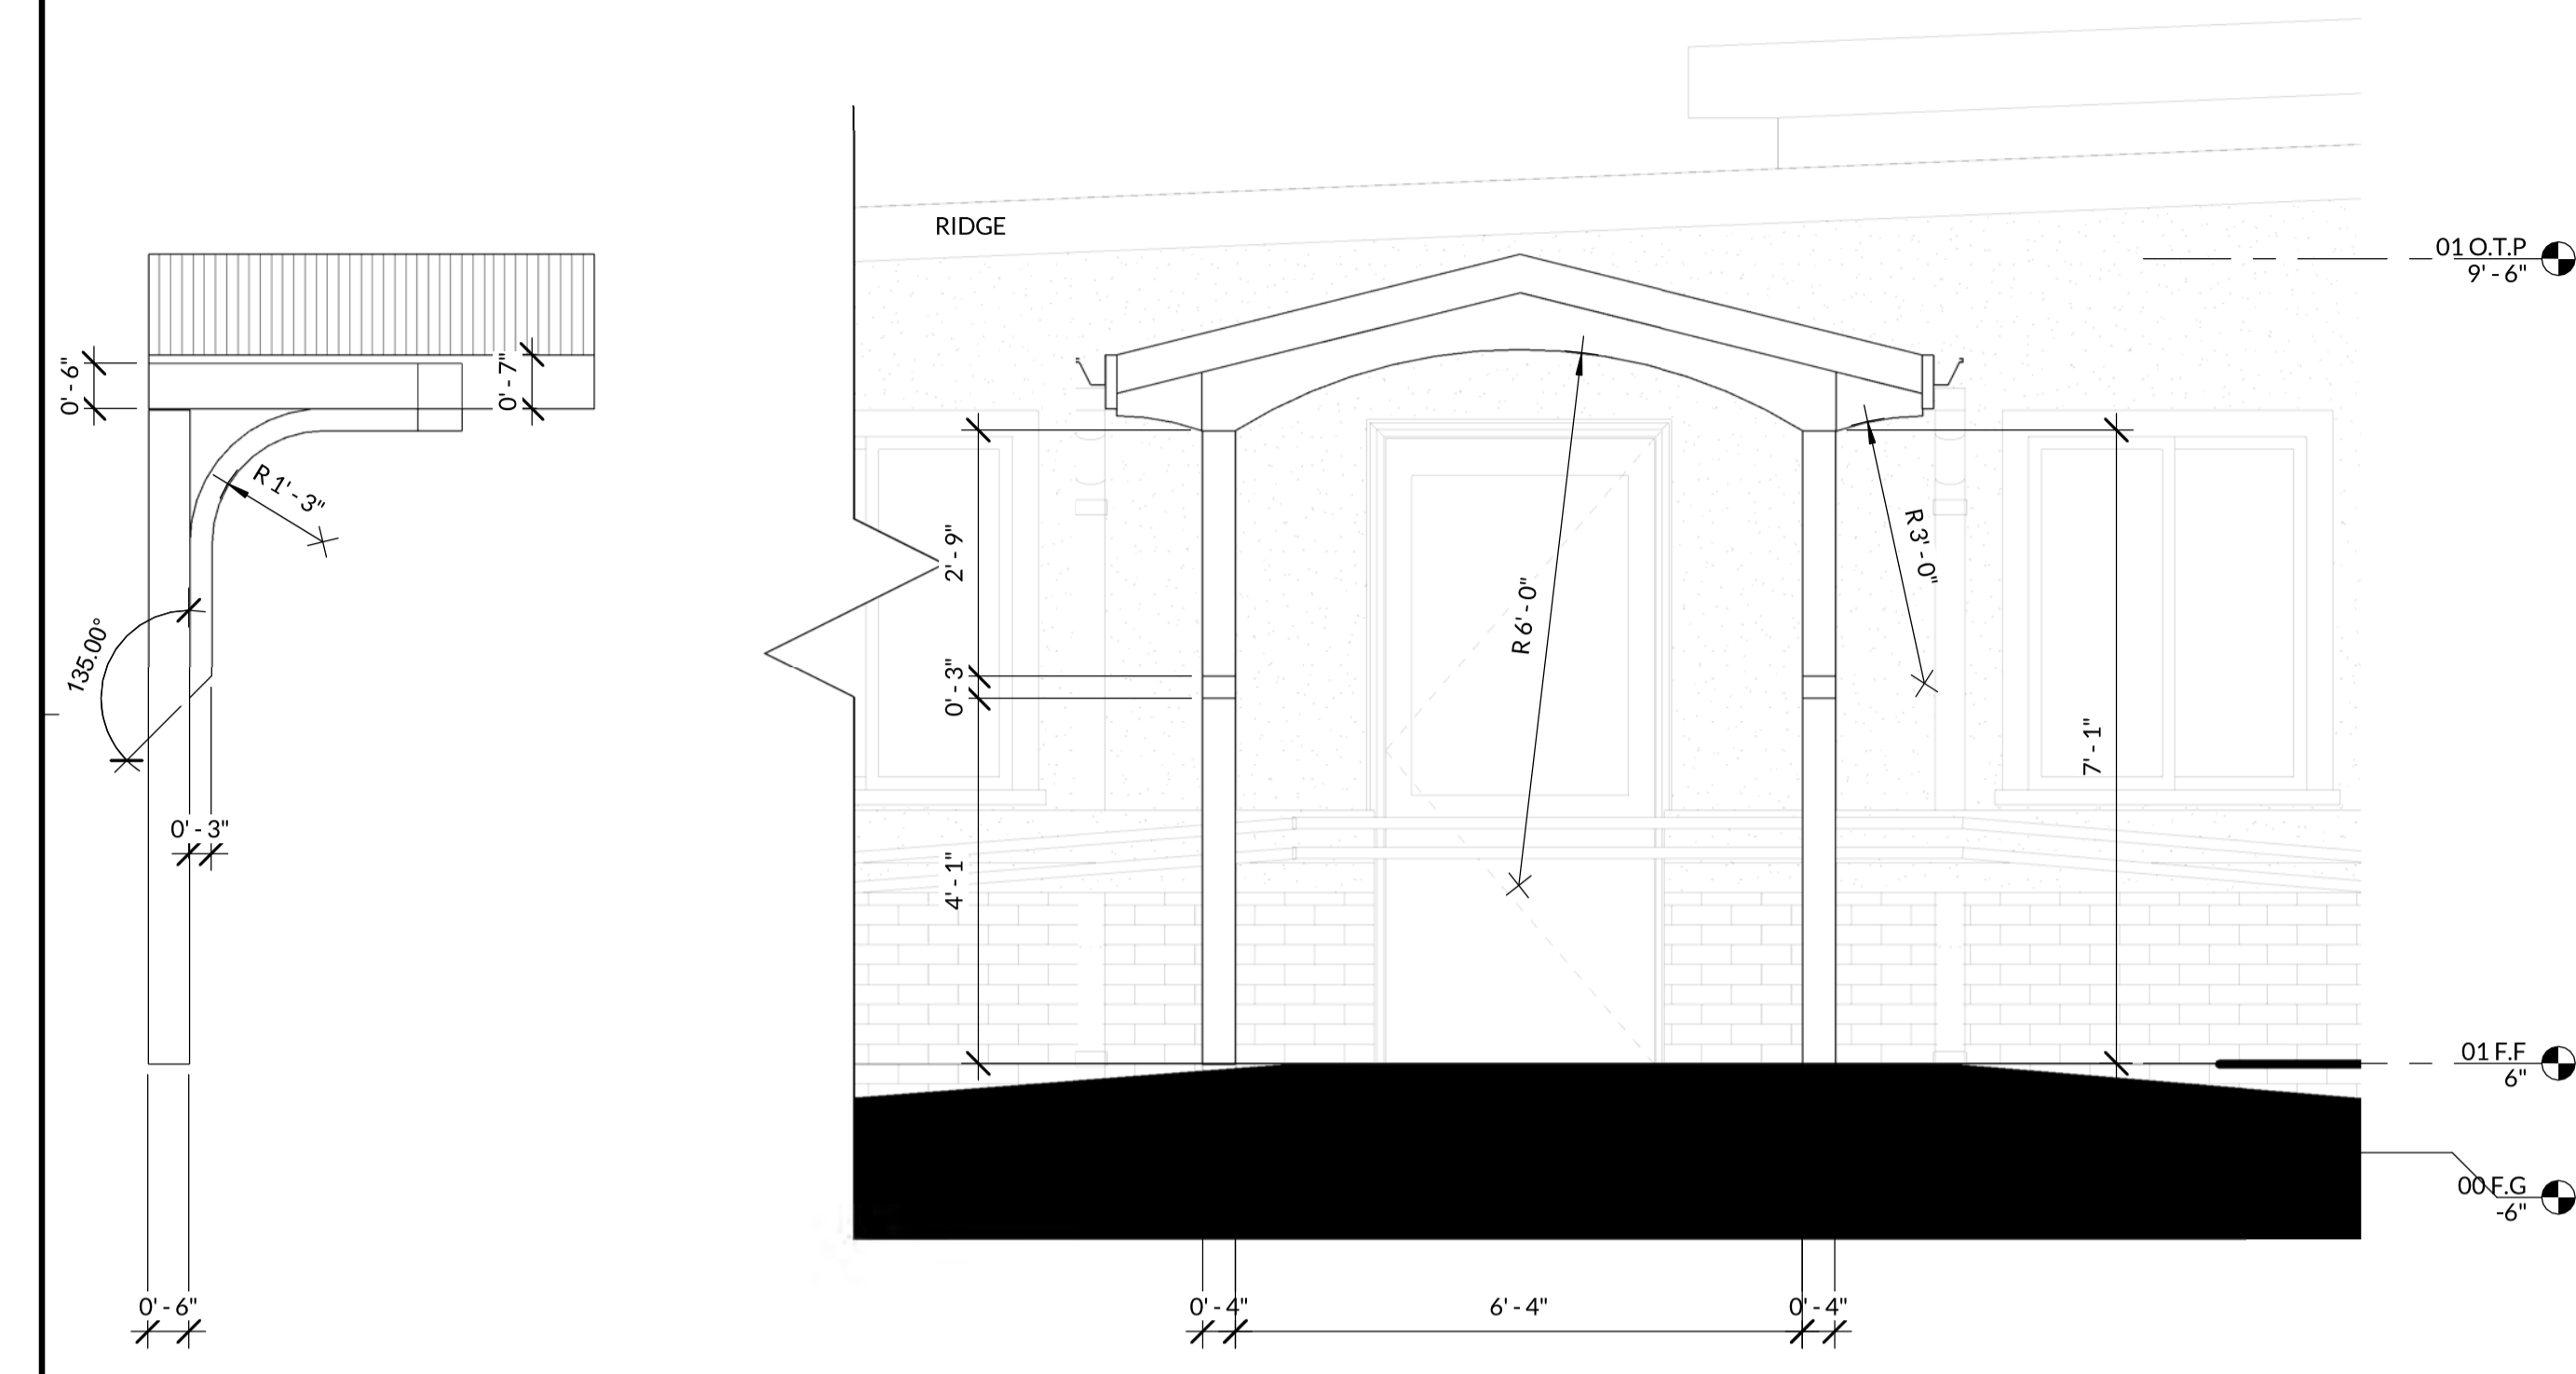 RIDGE
01 O.T.P
9' - 6"
0' - 6"
0' - 7"
R 1' - 3"
135.00°
0' - 3"
0' - 6"
2' - 9"
0' - 3"
4' - 1"
R 6' - 0"
R 3' - 0"
7' - 1"
01 F.F
6"
00 F.G
-6"
0' - 4"
6' - 4"
0' - 4"